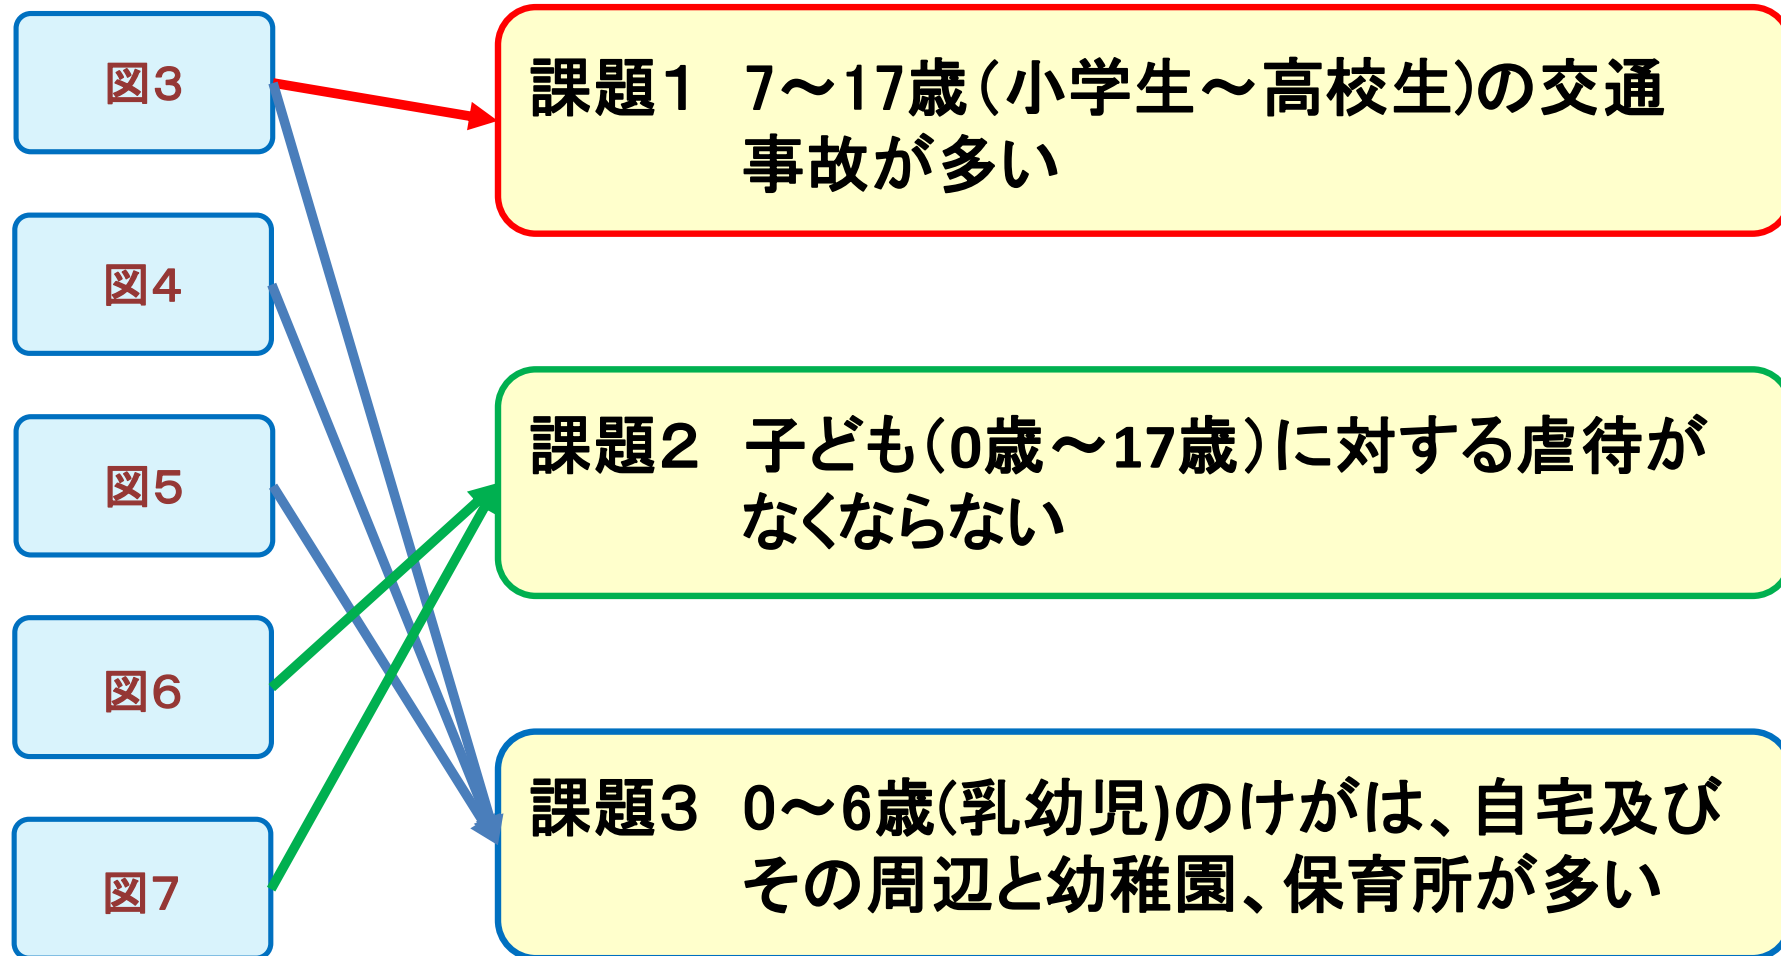 図3
課題1　7～17歳（小学生～高校生)の交通
事故が多い
図4
図5
課題2　子ども（0歳～17歳）に対する虐待が
なくならない
図6
図7
課題3　0～6歳(乳幼児)のけがは、自宅及び
その周辺と幼稚園、保育所が多い